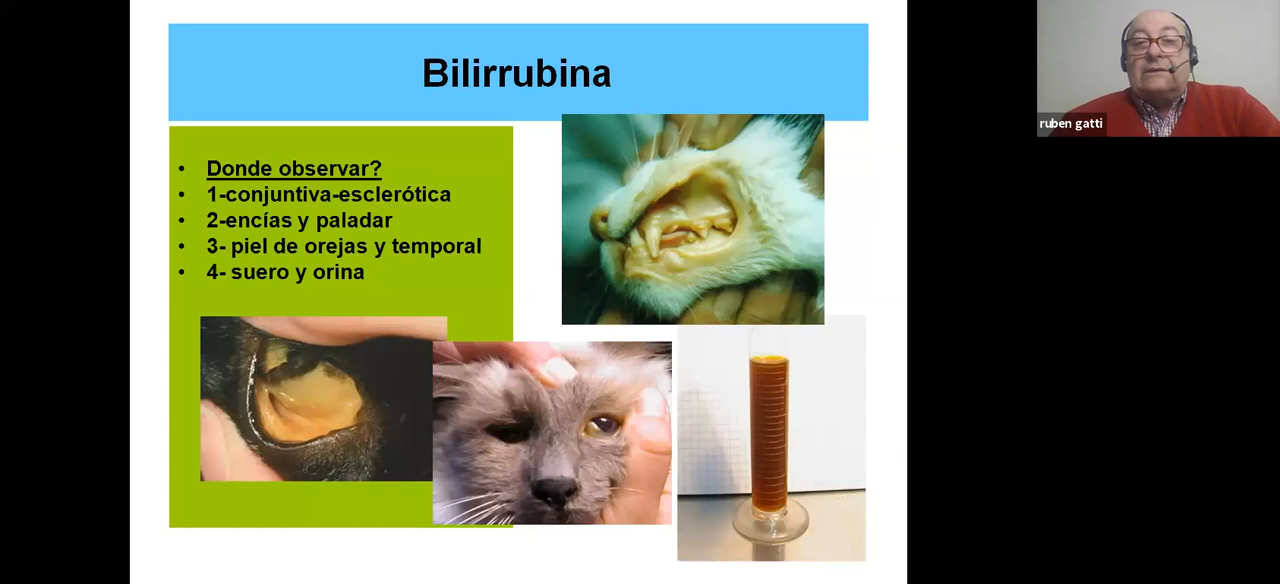 Bilirrubina
• Donde observar?
• 1-conjuntiva-esclerótica
• 2-encías y paladar
• 3- piel de orejas y temporal
• 4- suero y orina
ruben gatti